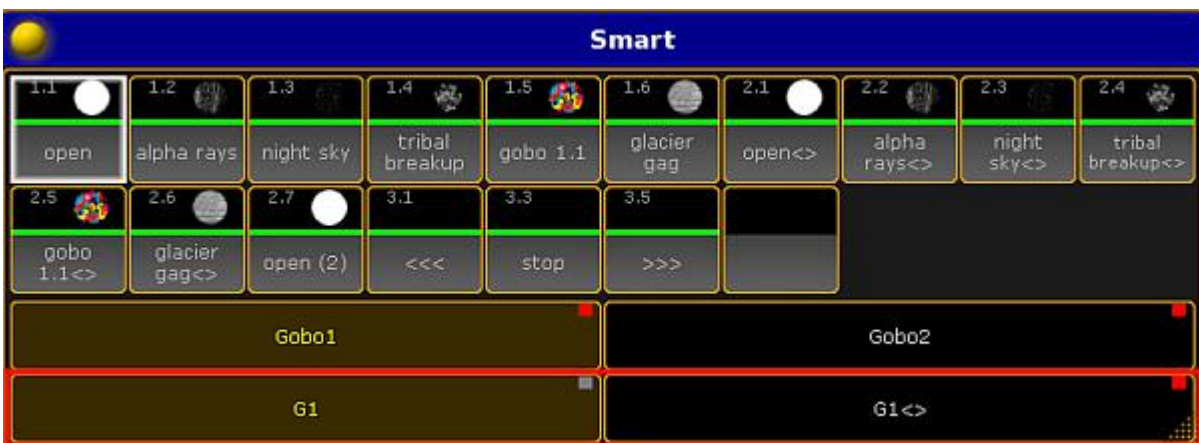 Smart
1.1
open
1.2
alpha rays
1.3
night sky
1.4
tribal
breakup
1.5
gobo 1.1
1.6
glacier
gag
2.1
open<>
2.2
alpha
rays<>
2.3
night
sky<>
2.4
tribal
breakup<>
2.5
gobo
1.1<>
2.6
glacier
gag<>
2.7
open (2)
3.1
<<<
3.3
stop
3.5
>>>
Gobo1
Gobo2
G1
G1<>